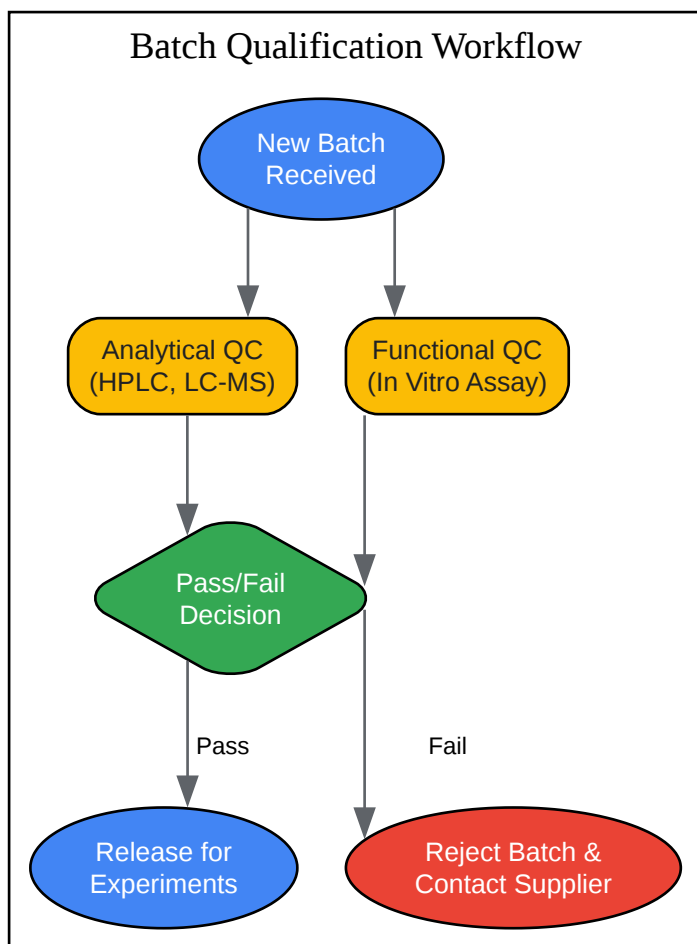 Batch Qualification Workflow
New Batch
Received
Analytical QC
(HPLC, LC-MS)
Functional QC
(In Vitro Assay)
Pass/Fail
Decision
Pass
Fail
Release for
Experiments
Reject Batch &
Contact Supplier